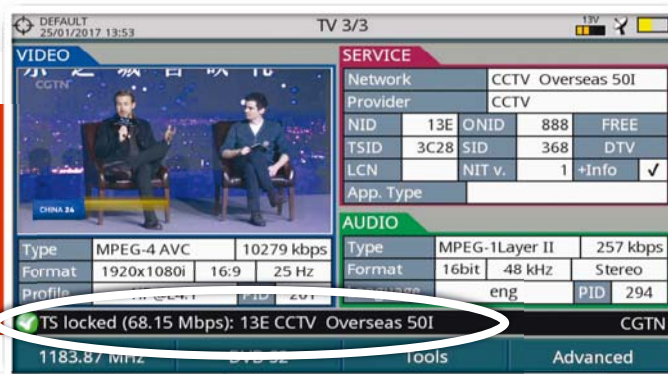 DEFAULT
25/01/2017 13:53
TV 3/3
13V
VIDEO
CGTN
CHINA 24
Type MPEG-4 AVC 10279 kbps
Format 1920x1080i 16:9 25 Hz
Profile PID
SERVICE
Network CCTV Overseas 50I
Provider CCTV
NID 13E ONID 888 FREE
TSID 3C28 SID 368 DTV
LCN NIT v. 1 +Info ✓
App. Type
AUDIO
Type MPEG-1Layer II 257 kbps
Format 16bit 48 kHz Stereo
eng PID 294
TS locked (68.15 Mbps): 13E CCTV Overseas 50I CGTN
1183.87 MHz Tools Advanced